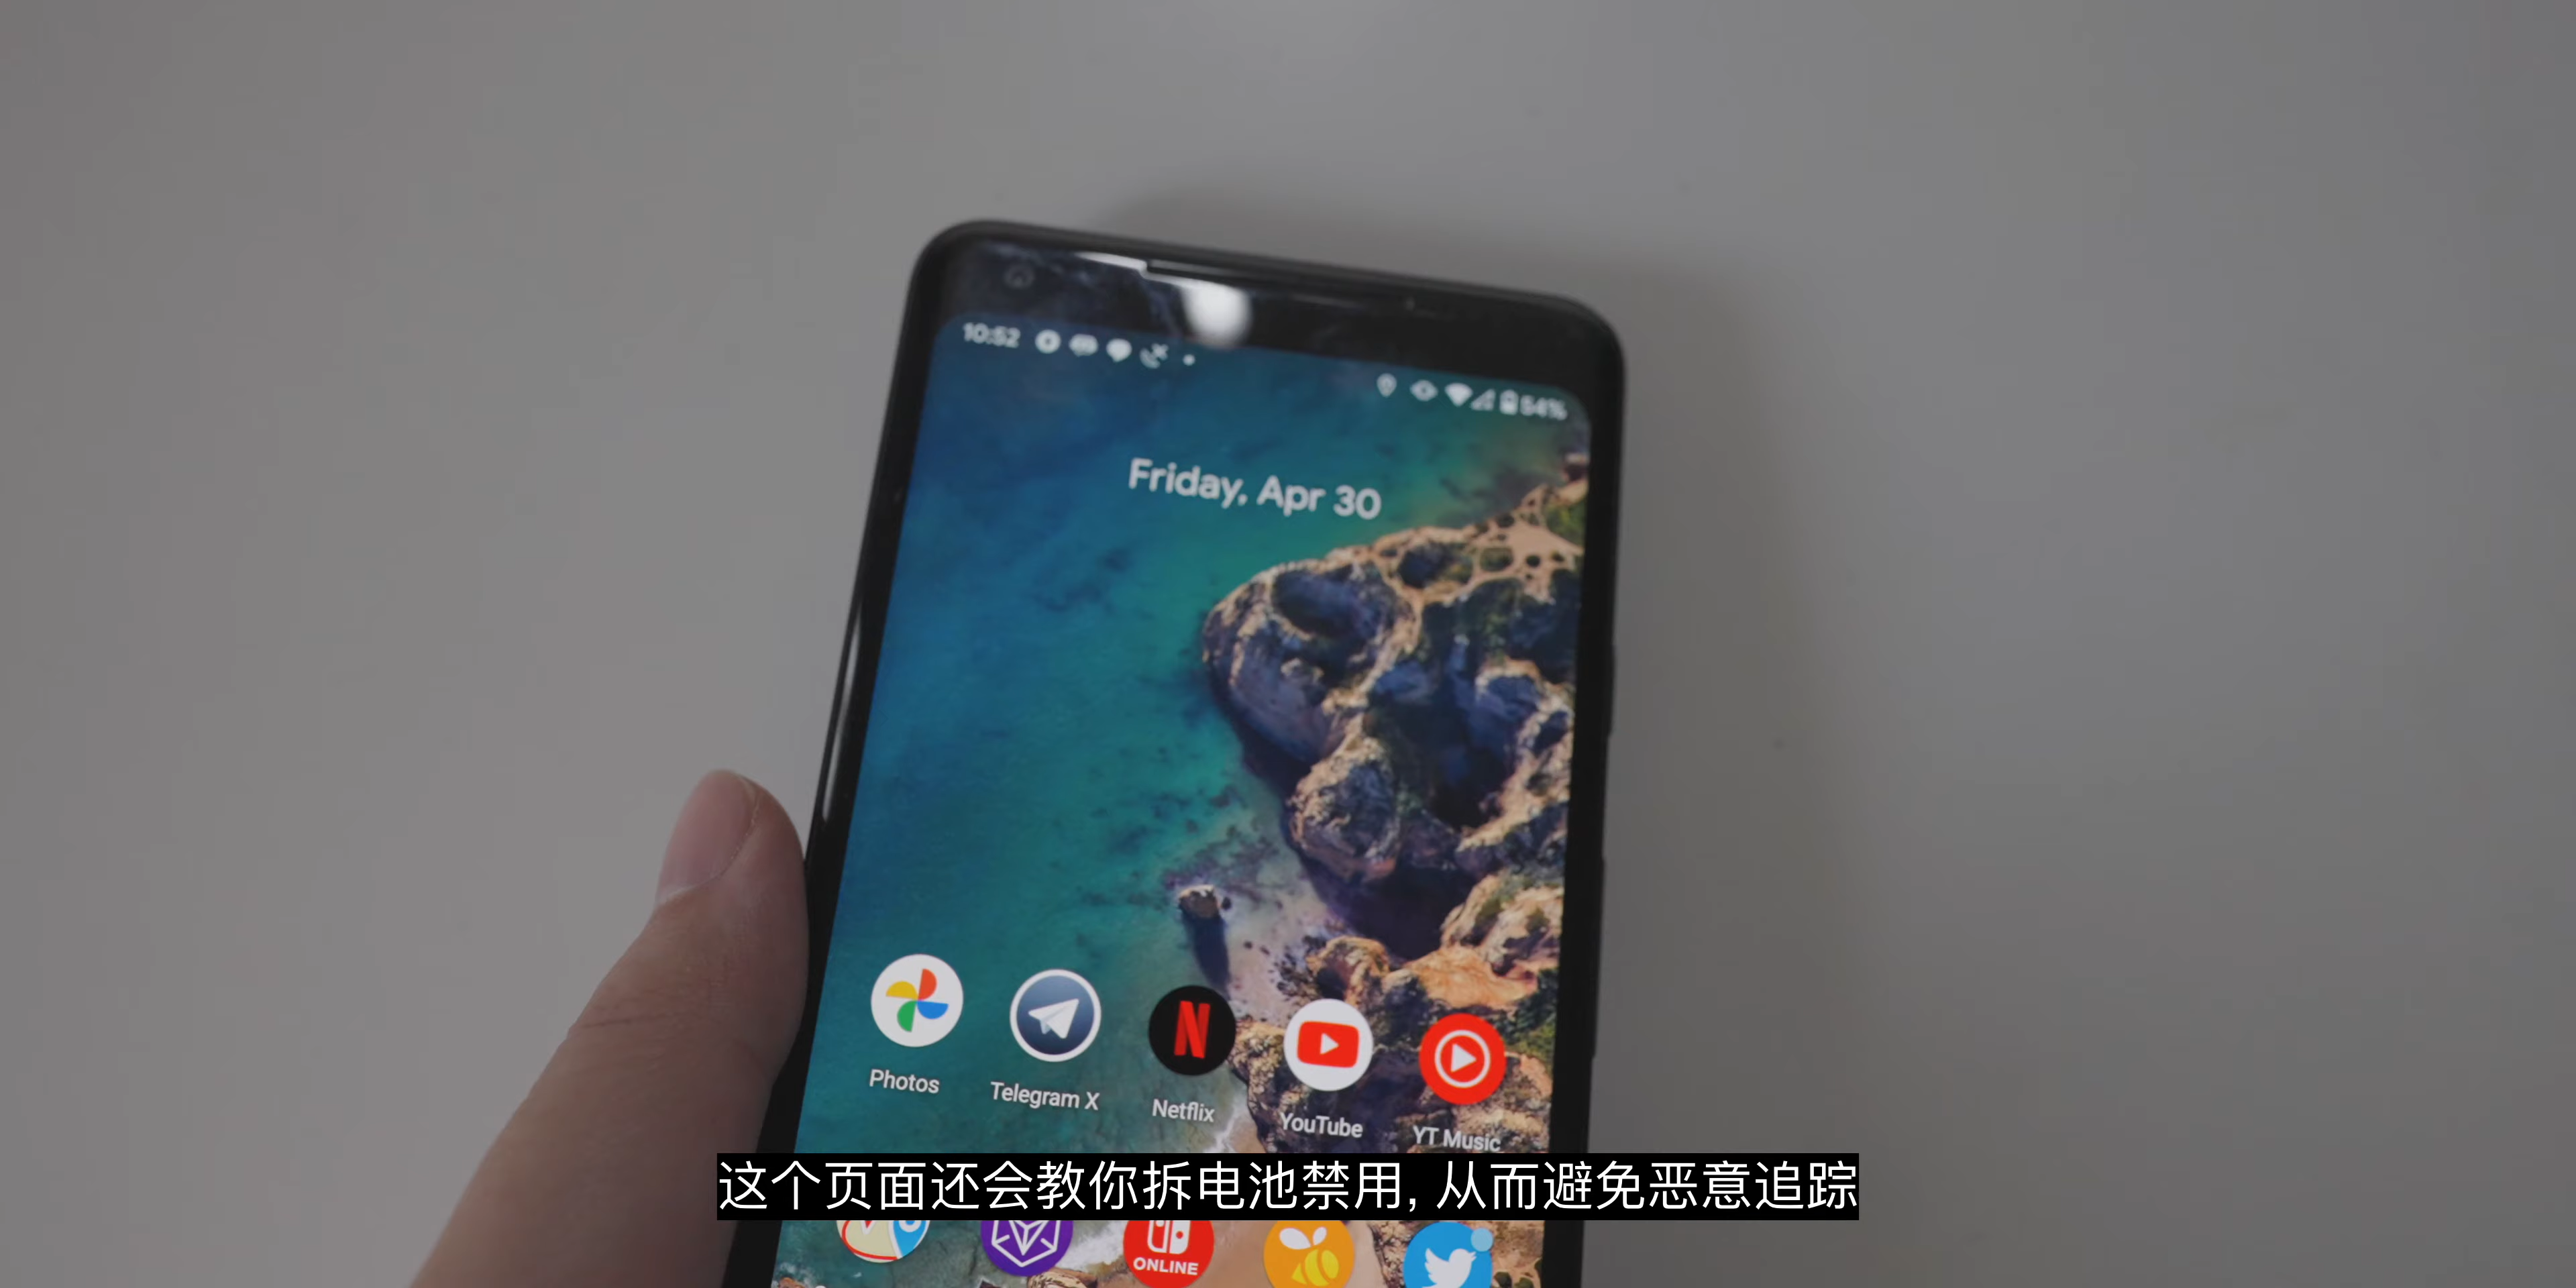 10:52
54%
Friday, Apr 30
Photos
Telegram X
Netflix
YouTube
YT Music
这个页面还会教你拆电池禁用, 从而避免恶意追踪
ONLINE